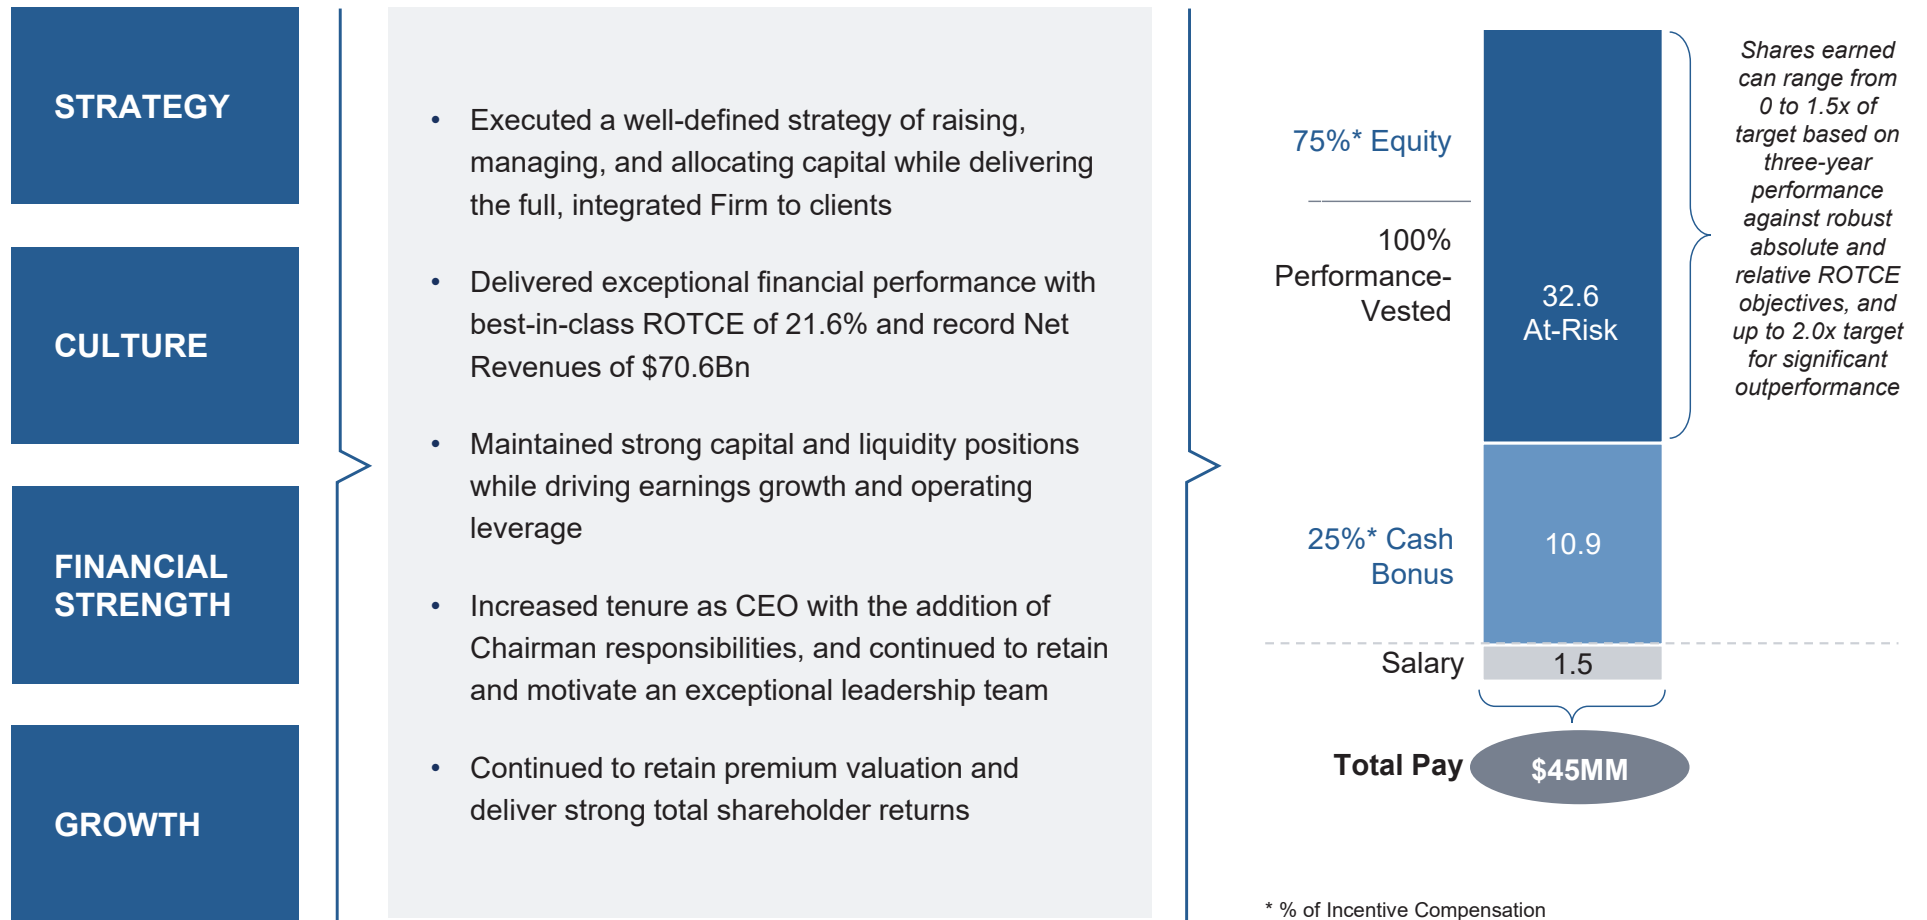 STRATEGY
CULTURE
FINANCIAL
STRENGTH
GROWTH
• Executed a well-defined strategy of raising,
managing, and allocating capital while delivering
the full, integrated Firm to clients
• Delivered exceptional financial performance with
best-in-class ROTCE of 21.6% and record Net
Revenues of $70.6Bn
• Maintained strong capital and liquidity positions
while driving earnings growth and operating
leverage
• Increased tenure as CEO with the addition of
Chairman responsibilities, and continued to retain
and motivate an exceptional leadership team
• Continued to retain premium valuation and
deliver strong total shareholder returns
75%* Equity
100%
Performance-
Vested
32.6
At-Risk
Shares earned
can range from
0 to 1.5x of
target based on
three-year
performance
against robust
absolute and
relative ROTCE
objectives, and
up to 2.0x target
for significant
outperformance
25%* Cash
Bonus
10.9
Salary
1.5
Total Pay
$45MM
* % of Incentive Compensation